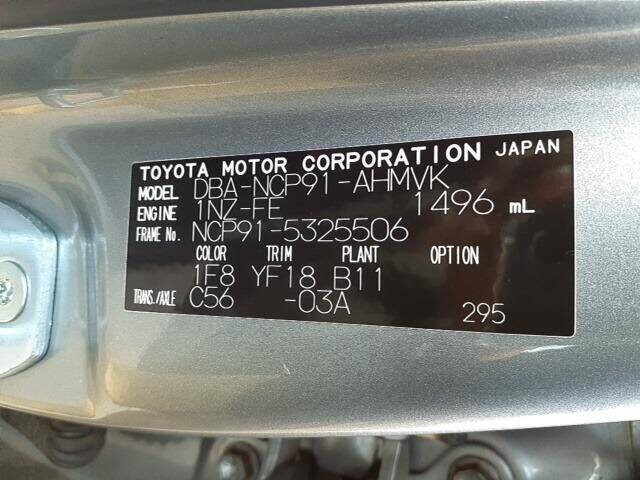 TOYOTA MOTOR CORPORATION JAPAN
MODEL DBA-NCP91-AHMVK
ENGINE 1NZ-FE 1496 mL
FRAME No. NCP91-5325506
COLOR TRIM PLANT OPTION
1F8 YF18 B11
TRANS./AXLE C56 -03A 295